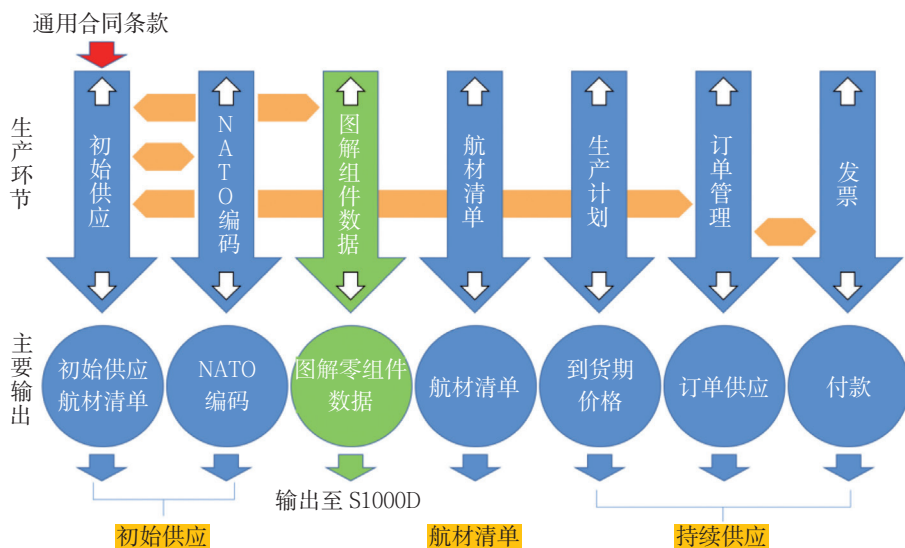 通用合同条款
生产环节
初始供应
NATO编码
图解组件数据
航材清单
生产计划
订单管理
发票
主要输出
初始供应
航材清单
NATO
编码
图解零组件
数据
航材清单
到货期
价格
订单供应
付款
输出至 S1000D
初始供应
航材清单
持续供应